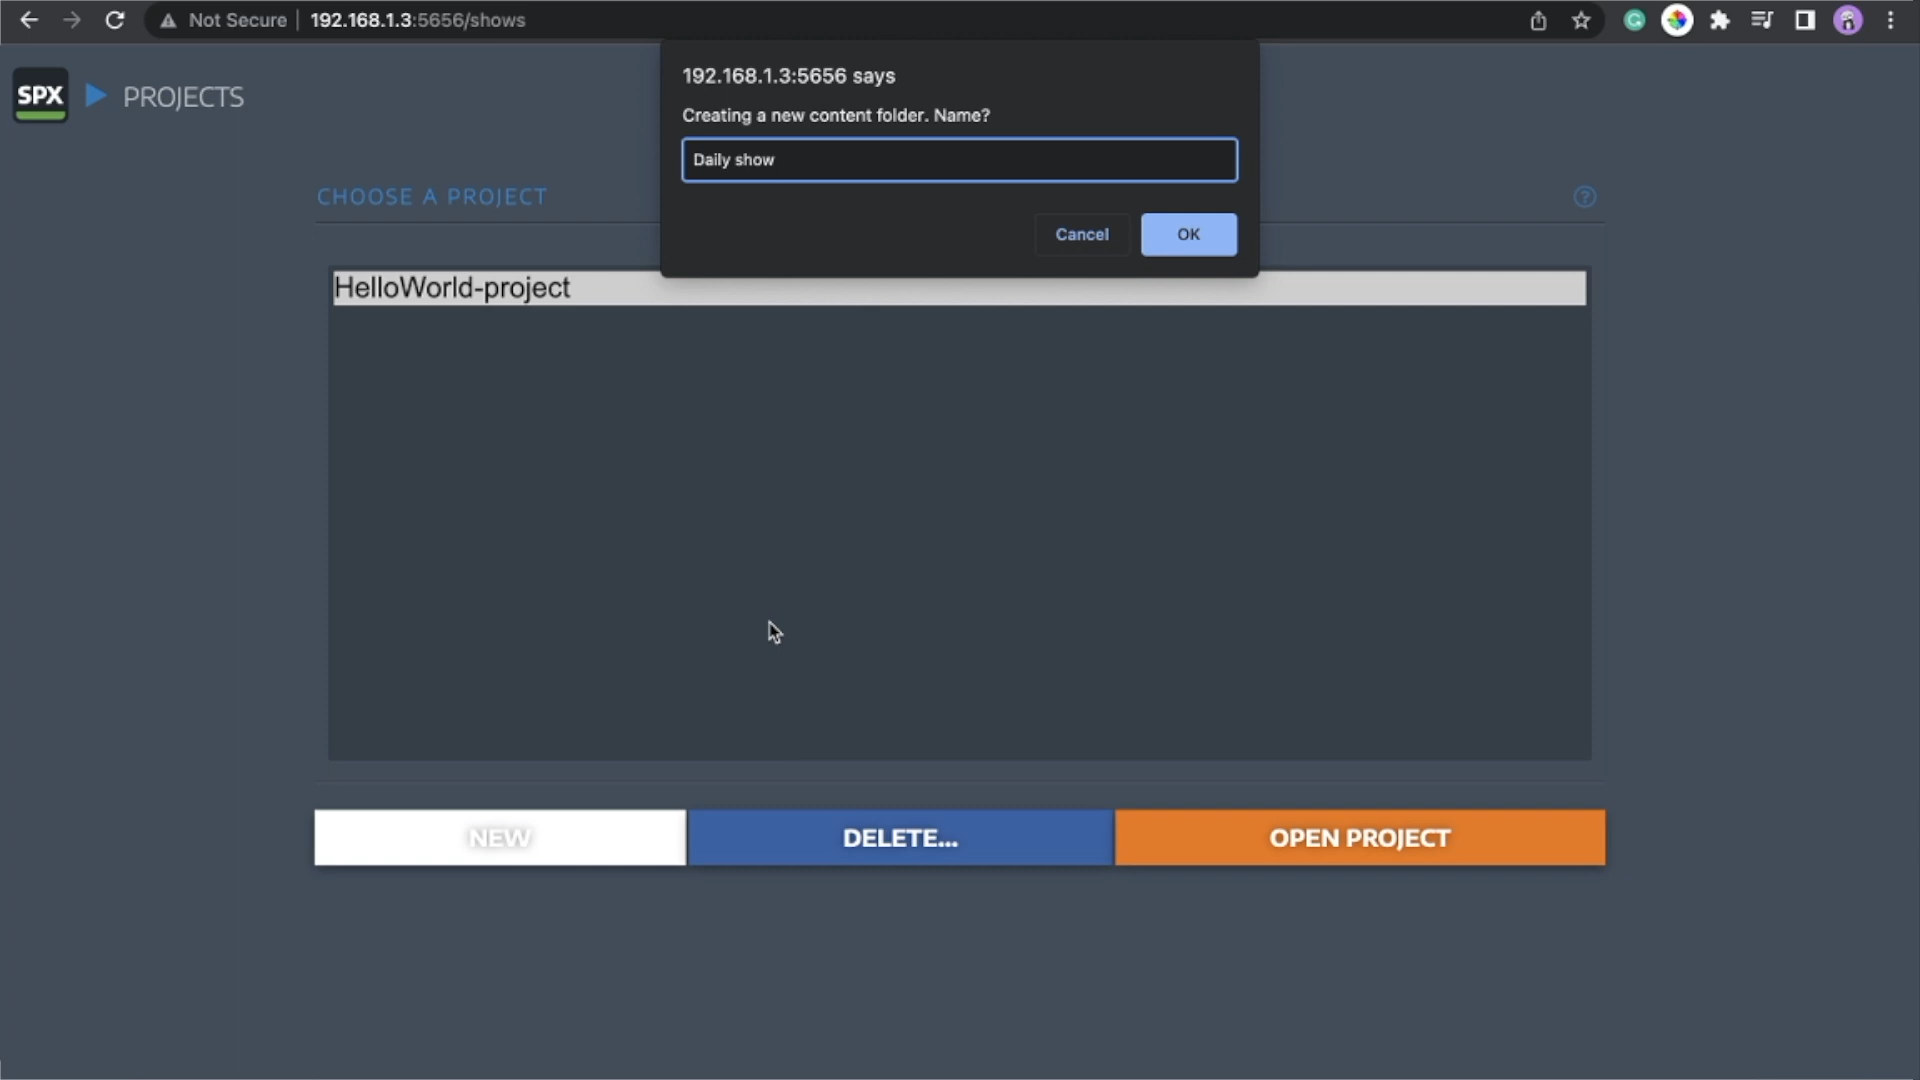 Not Secure | 192.168.1.3:5656/shows
192.168.1.3:5656 says
Creating a new content folder. Name?
Daily show
Cancel
OK
SPX
PROJECTS
CHOOSE A PROJECT
?
HelloWorld-project
NEW
DELETE...
OPEN PROJECT